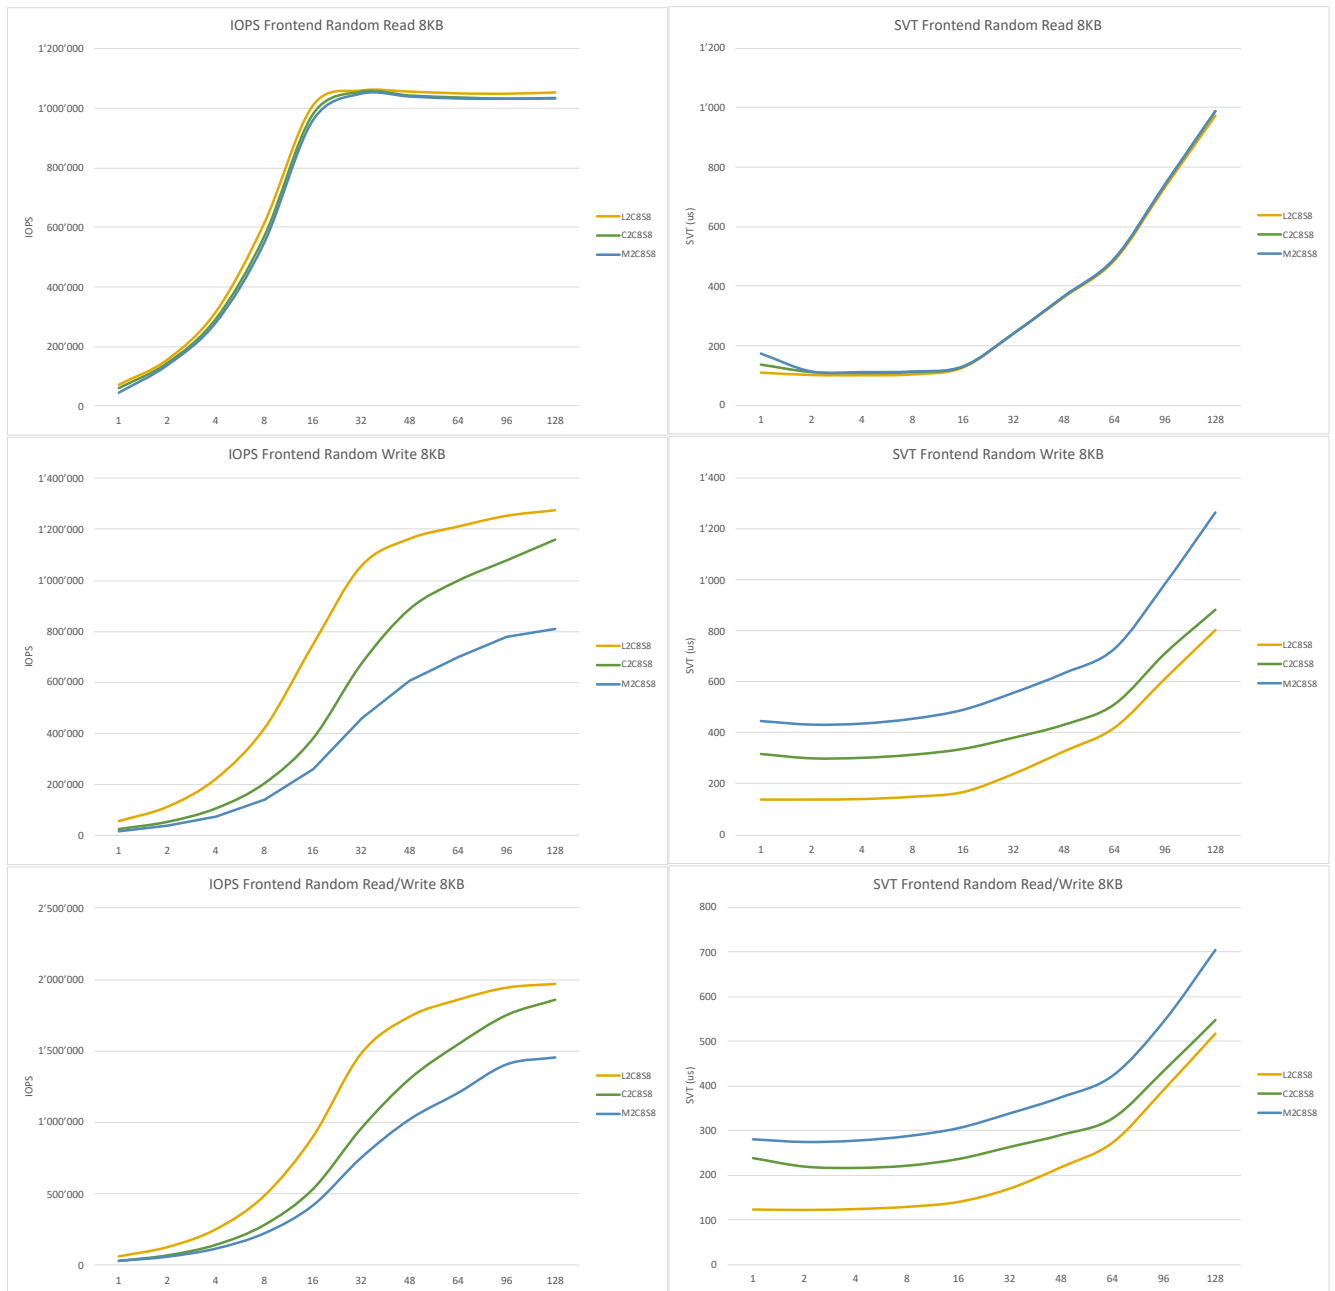 IOPS Frontend Random Read 8KB
1'200'000
1'000'000
800'000
600'000
400'000
200'000
0
IOPS
1 2 4 8 16 32 48 64 96 128
L2C8S8
C2C8S8
M2C8S8
SVT Frontend Random Read 8KB
1'200
1'000
800
600
400
200
0
SVT (us)
1 2 4 8 16 32 48 64 96 128
L2C8S8
C2C8S8
M2C8S8
IOPS Frontend Random Write 8KB
1'400'000
1'200'000
1'000'000
800'000
600'000
400'000
200'000
0
IOPS
1 2 4 8 16 32 48 64 96 128
L2C8S8
C2C8S8
M2C8S8
SVT Frontend Random Write 8KB
1'400
1'200
1'000
800
600
400
200
0
SVT (us)
1 2 4 8 16 32 48 64 96 128
L2C8S8
C2C8S8
M2C8S8
IOPS Frontend Random Read/Write 8KB
2'500'000
2'000'000
1'500'000
1'000'000
500'000
0
IOPS
1 2 4 8 16 32 48 64 96 128
L2C8S8
C2C8S8
M2C8S8
SVT Frontend Random Read/Write 8KB
800
700
600
500
400
300
200
100
0
SVT (us)
1 2 4 8 16 32 48 64 96 128
L2C8S8
C2C8S8
M2C8S8